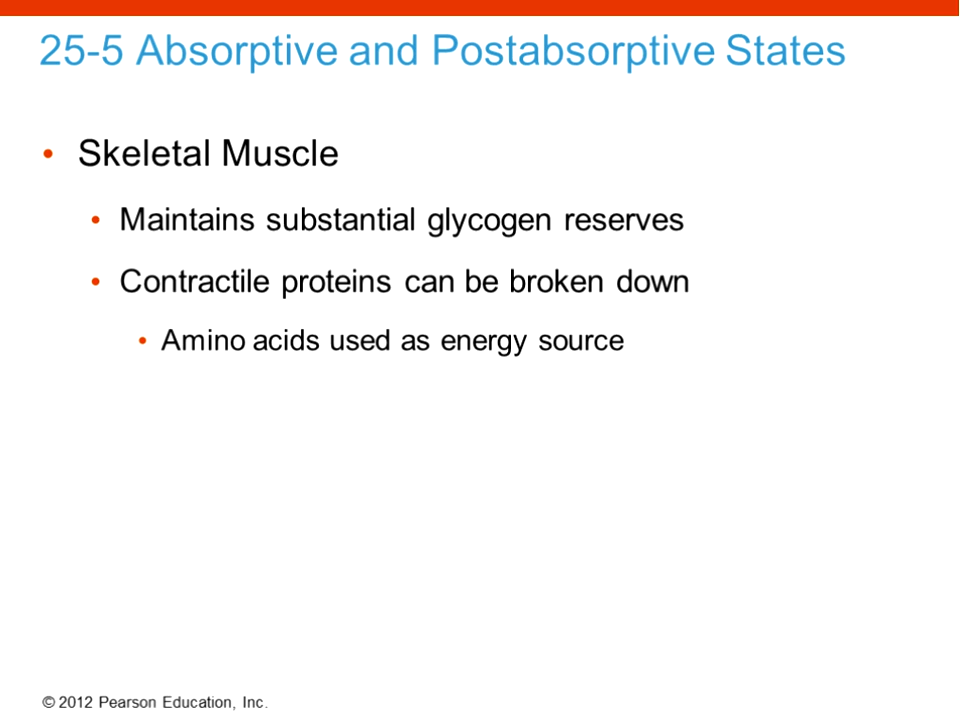 25-5 Absorptive and Postabsorptive States
• Skeletal Muscle
• Maintains substantial glycogen reserves
• Contractile proteins can be broken down
• Amino acids used as energy source
© 2012 Pearson Education, Inc.